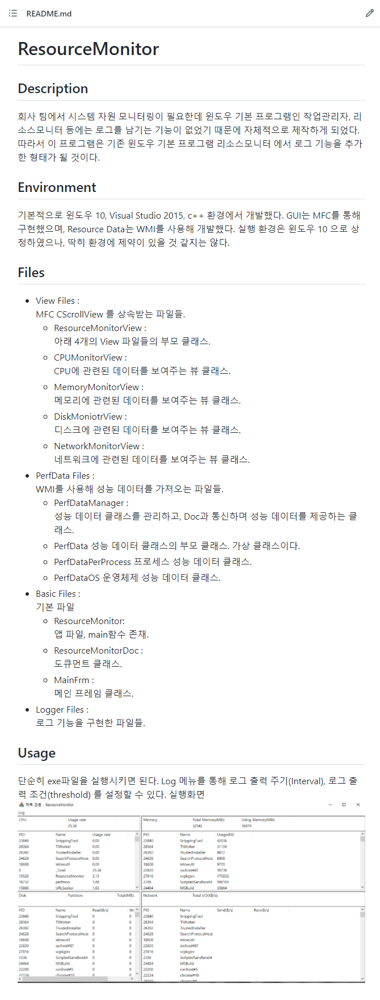 README.md
ResourceMonitor
Description
회사 팀에서 시스템 자원 모니터링이 필요한데 윈도우 기본 프로그램인 작업관리자, 리
소스모니터 등에는 로그를 남기는 기능이 없었기 때문에 자체적으로 제작하게 되었다.
따라서 이 프로그램은 기존 윈도우 기본 프로그램 리소스모니터 에서 로그 기능을 추가
한 형태가 될 것이다.
Environment
기본적으로 윈도우 10, Visual Studio 2015, c++ 환경에서 개발했다. GUI는 MFC를 통해
구현했으며, Resource Data는 WMI를 사용해 개발했다. 실행 환경은 윈도우 10 으로 상
정하였으나, 딱히 환경에 제약이 있을 것 같지는 않다.
Files
View Files :
MFC CScrollView 를 상속받는 파일들.
ResourceMonitorView :
아래 4개의 View 파일들의 부모 클래스.
CPUMonitorView :
CPU에 관련된 데이터를 보여주는 뷰 클래스.
MemoryMonitorView :
메모리에 관련된 데이터를 보여주는 뷰 클래스.
DiskMoniotrView :
디스크에 관련된 데이터를 보여주는 뷰 클래스.
NetworkMonitorView :
네트워크에 관련된 데이터를 보여주는 뷰 클래스.
PerfData Files :
WMI를 사용해 성능 데이터를 가져오는 파일들.
PerfDataManager :
성능 데이터 클래스를 관리하고, Doc과 통신하며 성능 데이터를 제공하는 클
래스.
PerfData 성능 데이터 클래스의 부모 클래스. 가상 클래스이다.
PerfDataPerProcess 프로세스 성능 데이터 클래스.
PerfDataOS 운영체제 성능 데이터 클래스.
Basic Files :
기본 파일
ResourceMonitor:
앱 파일, main함수 존재.
ResourceMonitorDoc :
도큐먼트 클래스.
MainFrm :
메인 프레임 클래스.
Logger Files :
로그 기능을 구현한 파일들.
Usage
단순히 exe파일을 실행시키면 된다. Log 메뉴를 통해 로그 출력 주기(Interval), 로그 출
력 조건(threshold) 를 설정할 수 있다. 실행화면
제목 없음 - ResourceMonitor
Log
CPU Usage rate
25.38
PID Name Usage rate
23840 SnippingTool 0.00
28364 TiWorker 0.00
26392 TrustedInstaller 0.00
24628 SearchProtocolHost 0.00
18608 lelowutil 0.00
0 _Total 25.38
10520 ResourceMonitor 2.13
18732 perfmon 1.88
15860 URLSeeker 1.63
Memory Total Memory(MB): Using Memory(MB):
32542 16970
PID Name Usage(KB)
23840 SnippingTool 42036
28364 TiWorker 31104
26392 TrustedInstaller 8872
24628 SearchProtocolHost 8908
18608 lelowutil 9776
22820 svchost#87 10736
27816 vcpkgsrv 175832
2336 ScriptedSandbox64 106184
24464 MSBuild 35664
Disk Partition: Total(MB):
PID Name Read(B/s) Wr
23840 SnippingTool 0 0
28364 TiWorker 0 0
26392 TrustedInstaller 0 0
24628 SearchProtocolHost 0 0
18608 lelowutil 0 0
22820 svchost#87 0 0
27816 vcpkgsrv 0 0
2336 ScriptedSandbox64 0 0
24464 MSBuild 0 0
22200 conhost#5 0 0
22224 chrome#10 0 0
Network Total I/O(KB/s):
PID Name Send(B/s) Recv(B/s)
23840 SnippingTool
28364 TiWorker
26392 TrustedInstaller
24628 SearchProtocolHost
18608 lelowutil
22820 svchost#87
27816 vcpkgsrv
2336 ScriptedSandbox64
24464 MSBuild
22200 conhost#5
22224 chrome#10